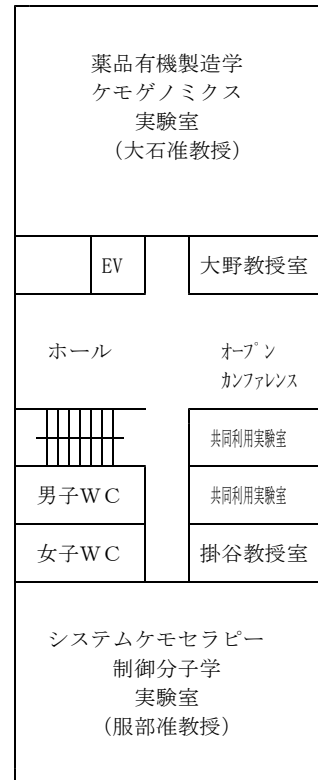 薬品有機製造学
ケモゲノミクス
実験室
(大石准教授)
EV
大野教授室
ホール
オープン
カンファレンス
共同利用実験室
男子WC
共同利用実験室
女子WC
掛谷教授室
システムケモセラピー
制御分子学
実験室
(服部准教授)